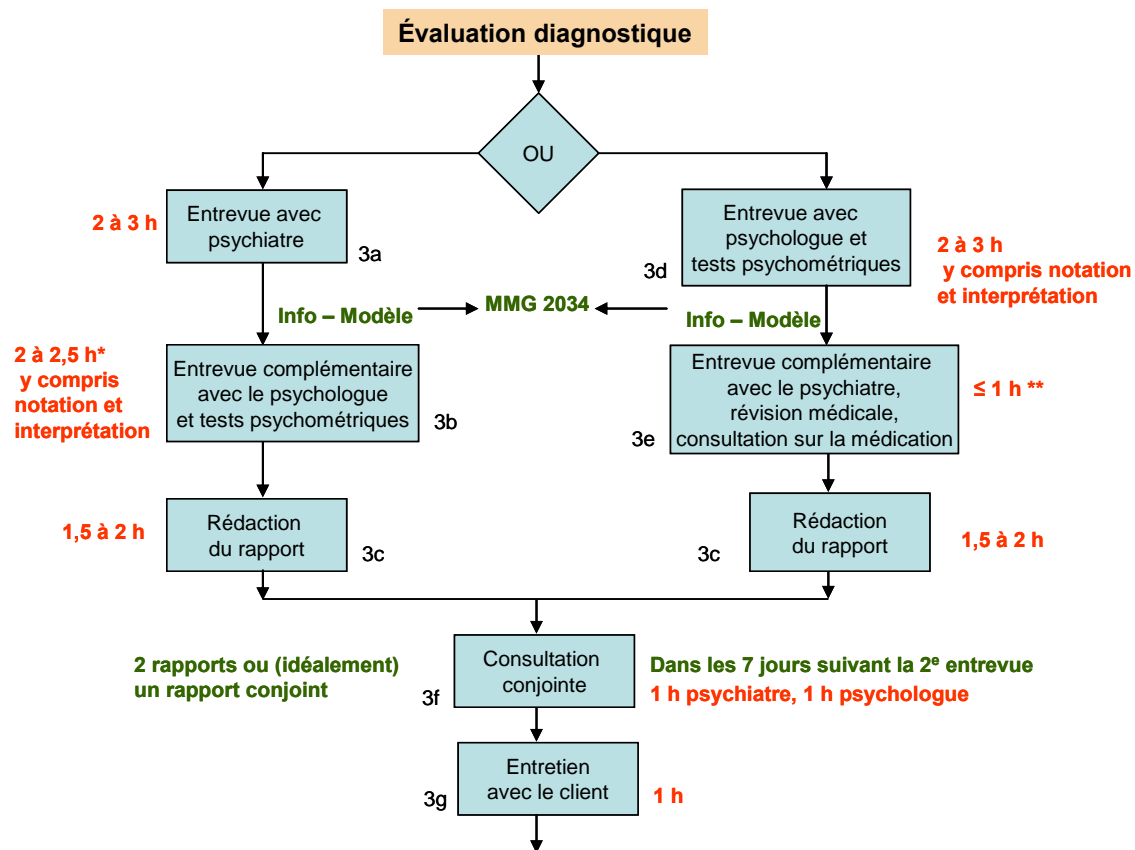 Évaluation diagnostique
OU
2 à 3 h
Entrevue avec
psychiatre
3a
Entrevue avec
psychologue et
tests psychométriques
3d
2 à 3 h
y compris notation
et interprétation
Info – Modèle
MMG 2034
Info – Modèle
2 à 2,5 h*
y compris
notation et
interprétation
Entrevue complémentaire
avec le psychologue
et tests psychométriques
3b
Entrevue complémentaire
avec le psychiatre,
révision médicale,
consultation sur la médication
3e
≤ 1 h **
1,5 à 2 h
Rédaction
du rapport
3c
Rédaction
du rapport
3c
1,5 à 2 h
2 rapports ou (idéalement)
un rapport conjoint
Consultation
conjointe
3f
Dans les 7 jours suivant la 2e entrevue
1 h psychiatre, 1 h psychologue
Entretien
avec le client
3g
1 h